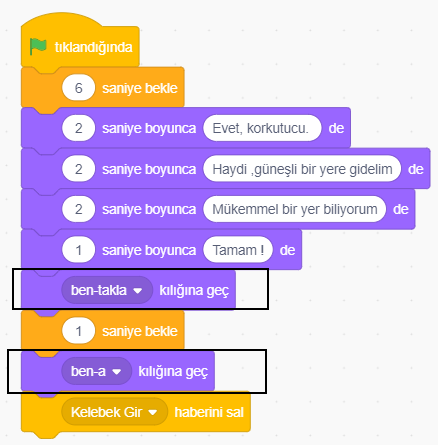 tıklandığında
6 saniye bekle
2 saniye boyunca Evet, korkutucu. de
2 saniye boyunca Haydi ,güneşli bir yere gidelim de
2 saniye boyunca Mükemmel bir yer biliyorum de
1 saniye boyunca Tamam ! de
ben-takla kılığına geç
1 saniye bekle
ben-a kılığına geç
Kelebek Gir haberini sal